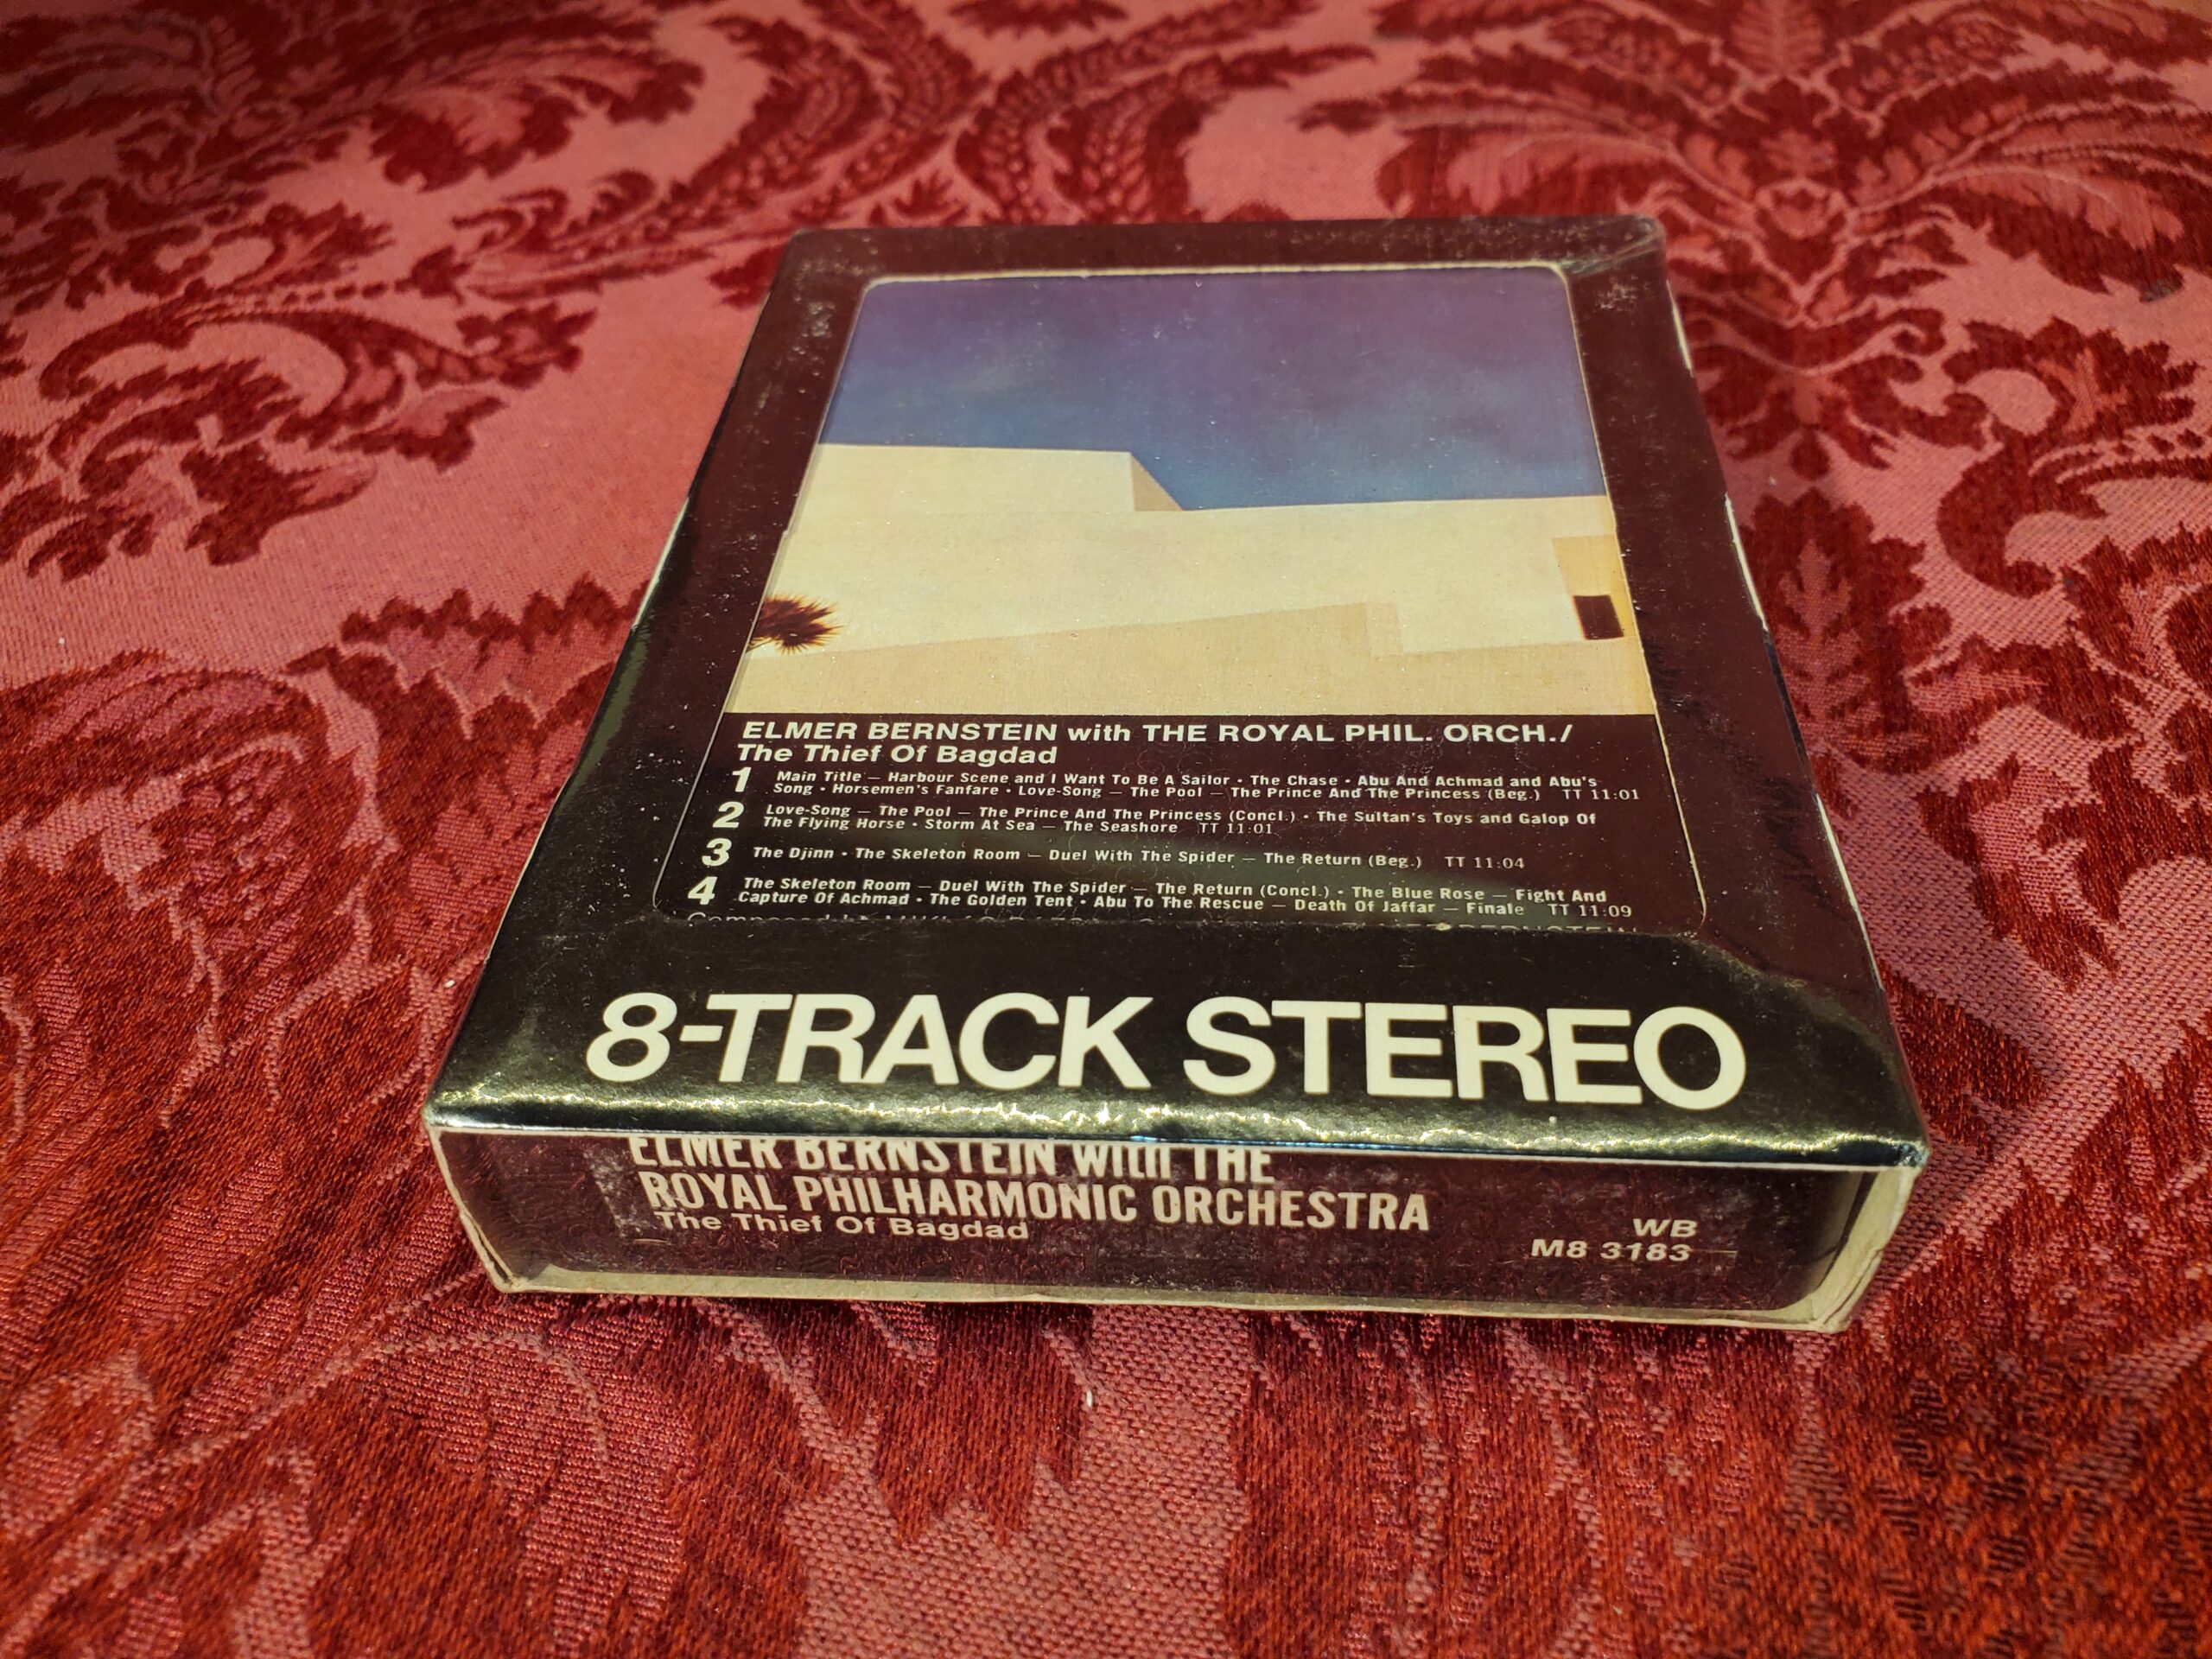 ELMER BERNSTEIN with THE ROYAL PHIL. ORCH./
The Thief Of Bagdad
1 Main Title — Harbour Scene and I Want To Be A Sailor • The Chase • Abu And Achmad and Abu's
Song • Horsemen's Fanfare • Love-Song — The Pool — The Prince And The Princess (Beg.) TT 11:01
2 Love-Song — The Pool — The Prince And The Princess (Concl.) • The Sultan's Toys and Galop Of
The Flying Horse • Storm At Sea — The Seashore TT 11:01
3 The Djinn • The Skeleton Room — Duel With The Spider — The Return (Beg.) TT 11:04
4 The Skeleton Room — Duel With The Spider — The Return (Concl.) • The Blue Rose — Fight And
Capture Of Achmad • The Golden Tent • Abu To The Rescue — Death Of Jaffar — Finale TT 11:09
Composed by BERNSTEIN
8-TRACK STEREO
ELMER BERNSTEIN with THE
ROYAL PHILHARMONIC ORCHESTRA
The Thief Of Bagdad
WB
M8 3183